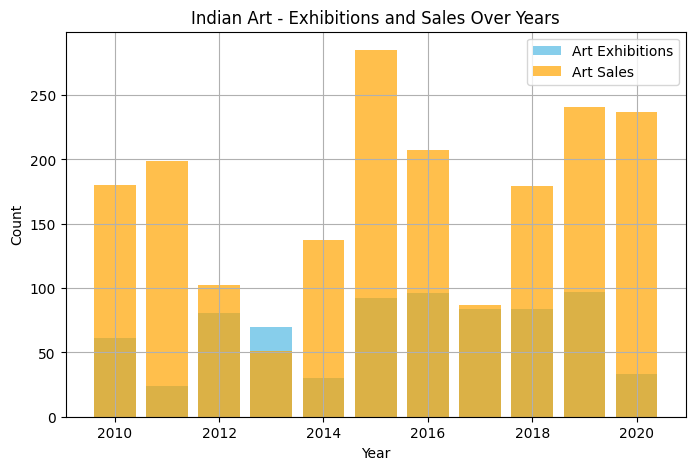 Indian Art - Exhibitions and Sales Over Years
Art Exhibitions
Art Sales
Count
250
200
150
100
50
0
2010
2012
2014
2016
2018
2020
Year